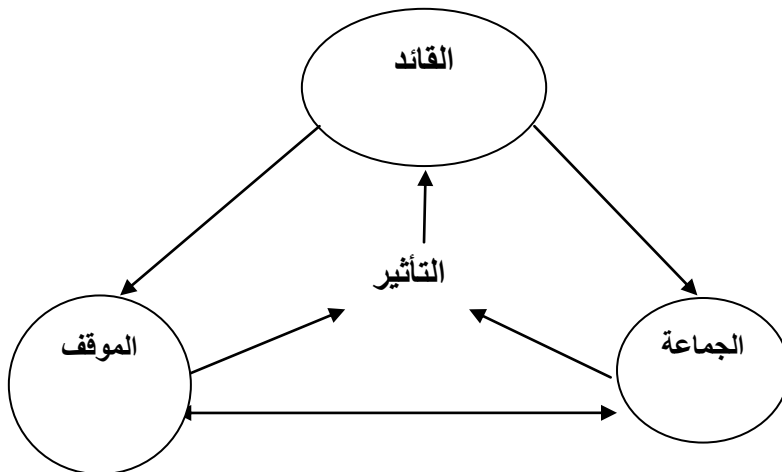 القائد
التأثير
الموقف
الجماعة